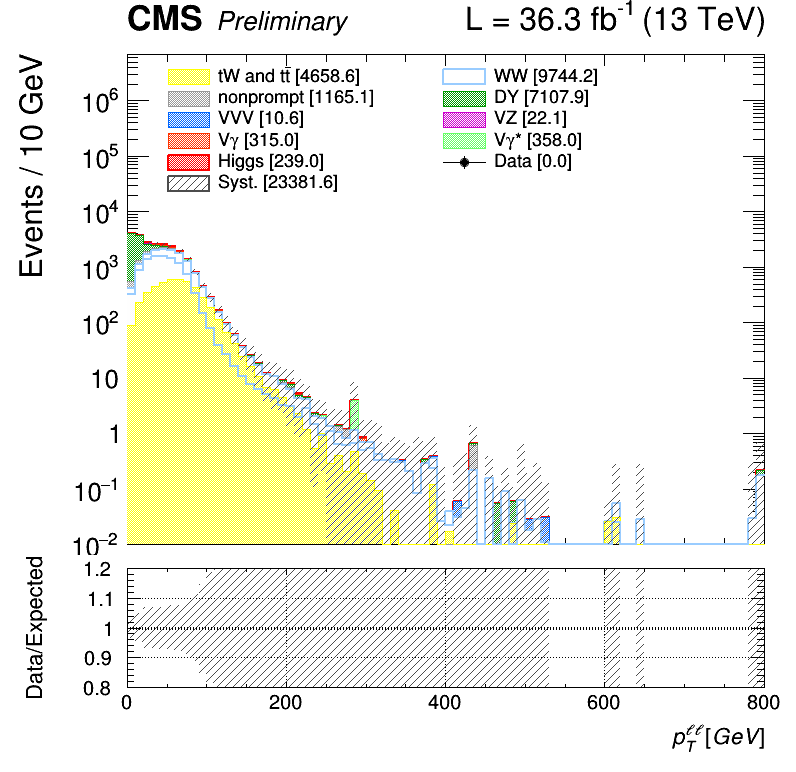 CMS Preliminary L = 36.3 fb⁻¹ (13 TeV)
tW and tt̄ [4658.6] WW [9744.2]
nonprompt [1165.1] DY [7107.9]
VVV [10.6] VZ [22.1]
Vγ [315.0] Vγ* [358.0]
Higgs [239.0] Data [0.0]
Syst. [23381.6]
Events / 10 GeV
10⁶
10⁵
10⁴
10³
10²
10
1
10⁻¹
10⁻²
Data/Expected
1.2
1.1
1
0.9
0.8
0 200 400 600 800
p_T^ℓℓ [GeV]